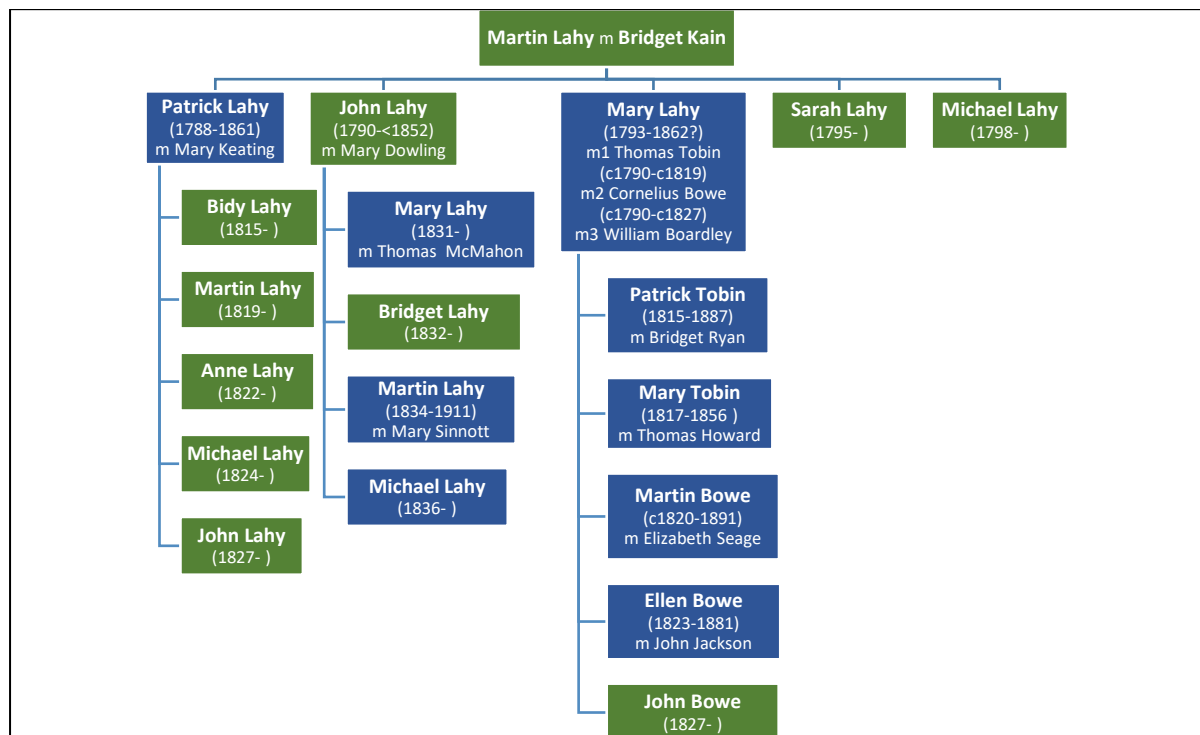 Martin Lahy m Bridget Kain
Patrick Lahy
(1788-1861)
m Mary Keating
Bidy Lahy
(1815- )
Martin Lahy
(1819- )
Anne Lahy
(1822- )
Michael Lahy
(1824- )
John Lahy
(1827- )
John Lahy
(1790-<1852)
m Mary Dowling
Mary Lahy
(1831- )
m Thomas  McMahon
Bridget Lahy
(1832- )
Martin Lahy
(1834-1911)
m Mary Sinnott
Michael Lahy
(1836- )
Mary Lahy
(1793-1862?)
m1 Thomas Tobin
(c1790-c1819)
m2 Cornelius Bowe
(c1790-c1827)
m3 William Boardley
Patrick Tobin
(1815-1887)
m Bridget Ryan
Mary Tobin
(1817-1856 )
m Thomas Howard
Martin Bowe
(c1820-1891)
m Elizabeth Seage
Ellen Bowe
(1823-1881)
m John Jackson
John Bowe
(1827- )
Sarah Lahy
(1795- )
Michael Lahy
(1798- )